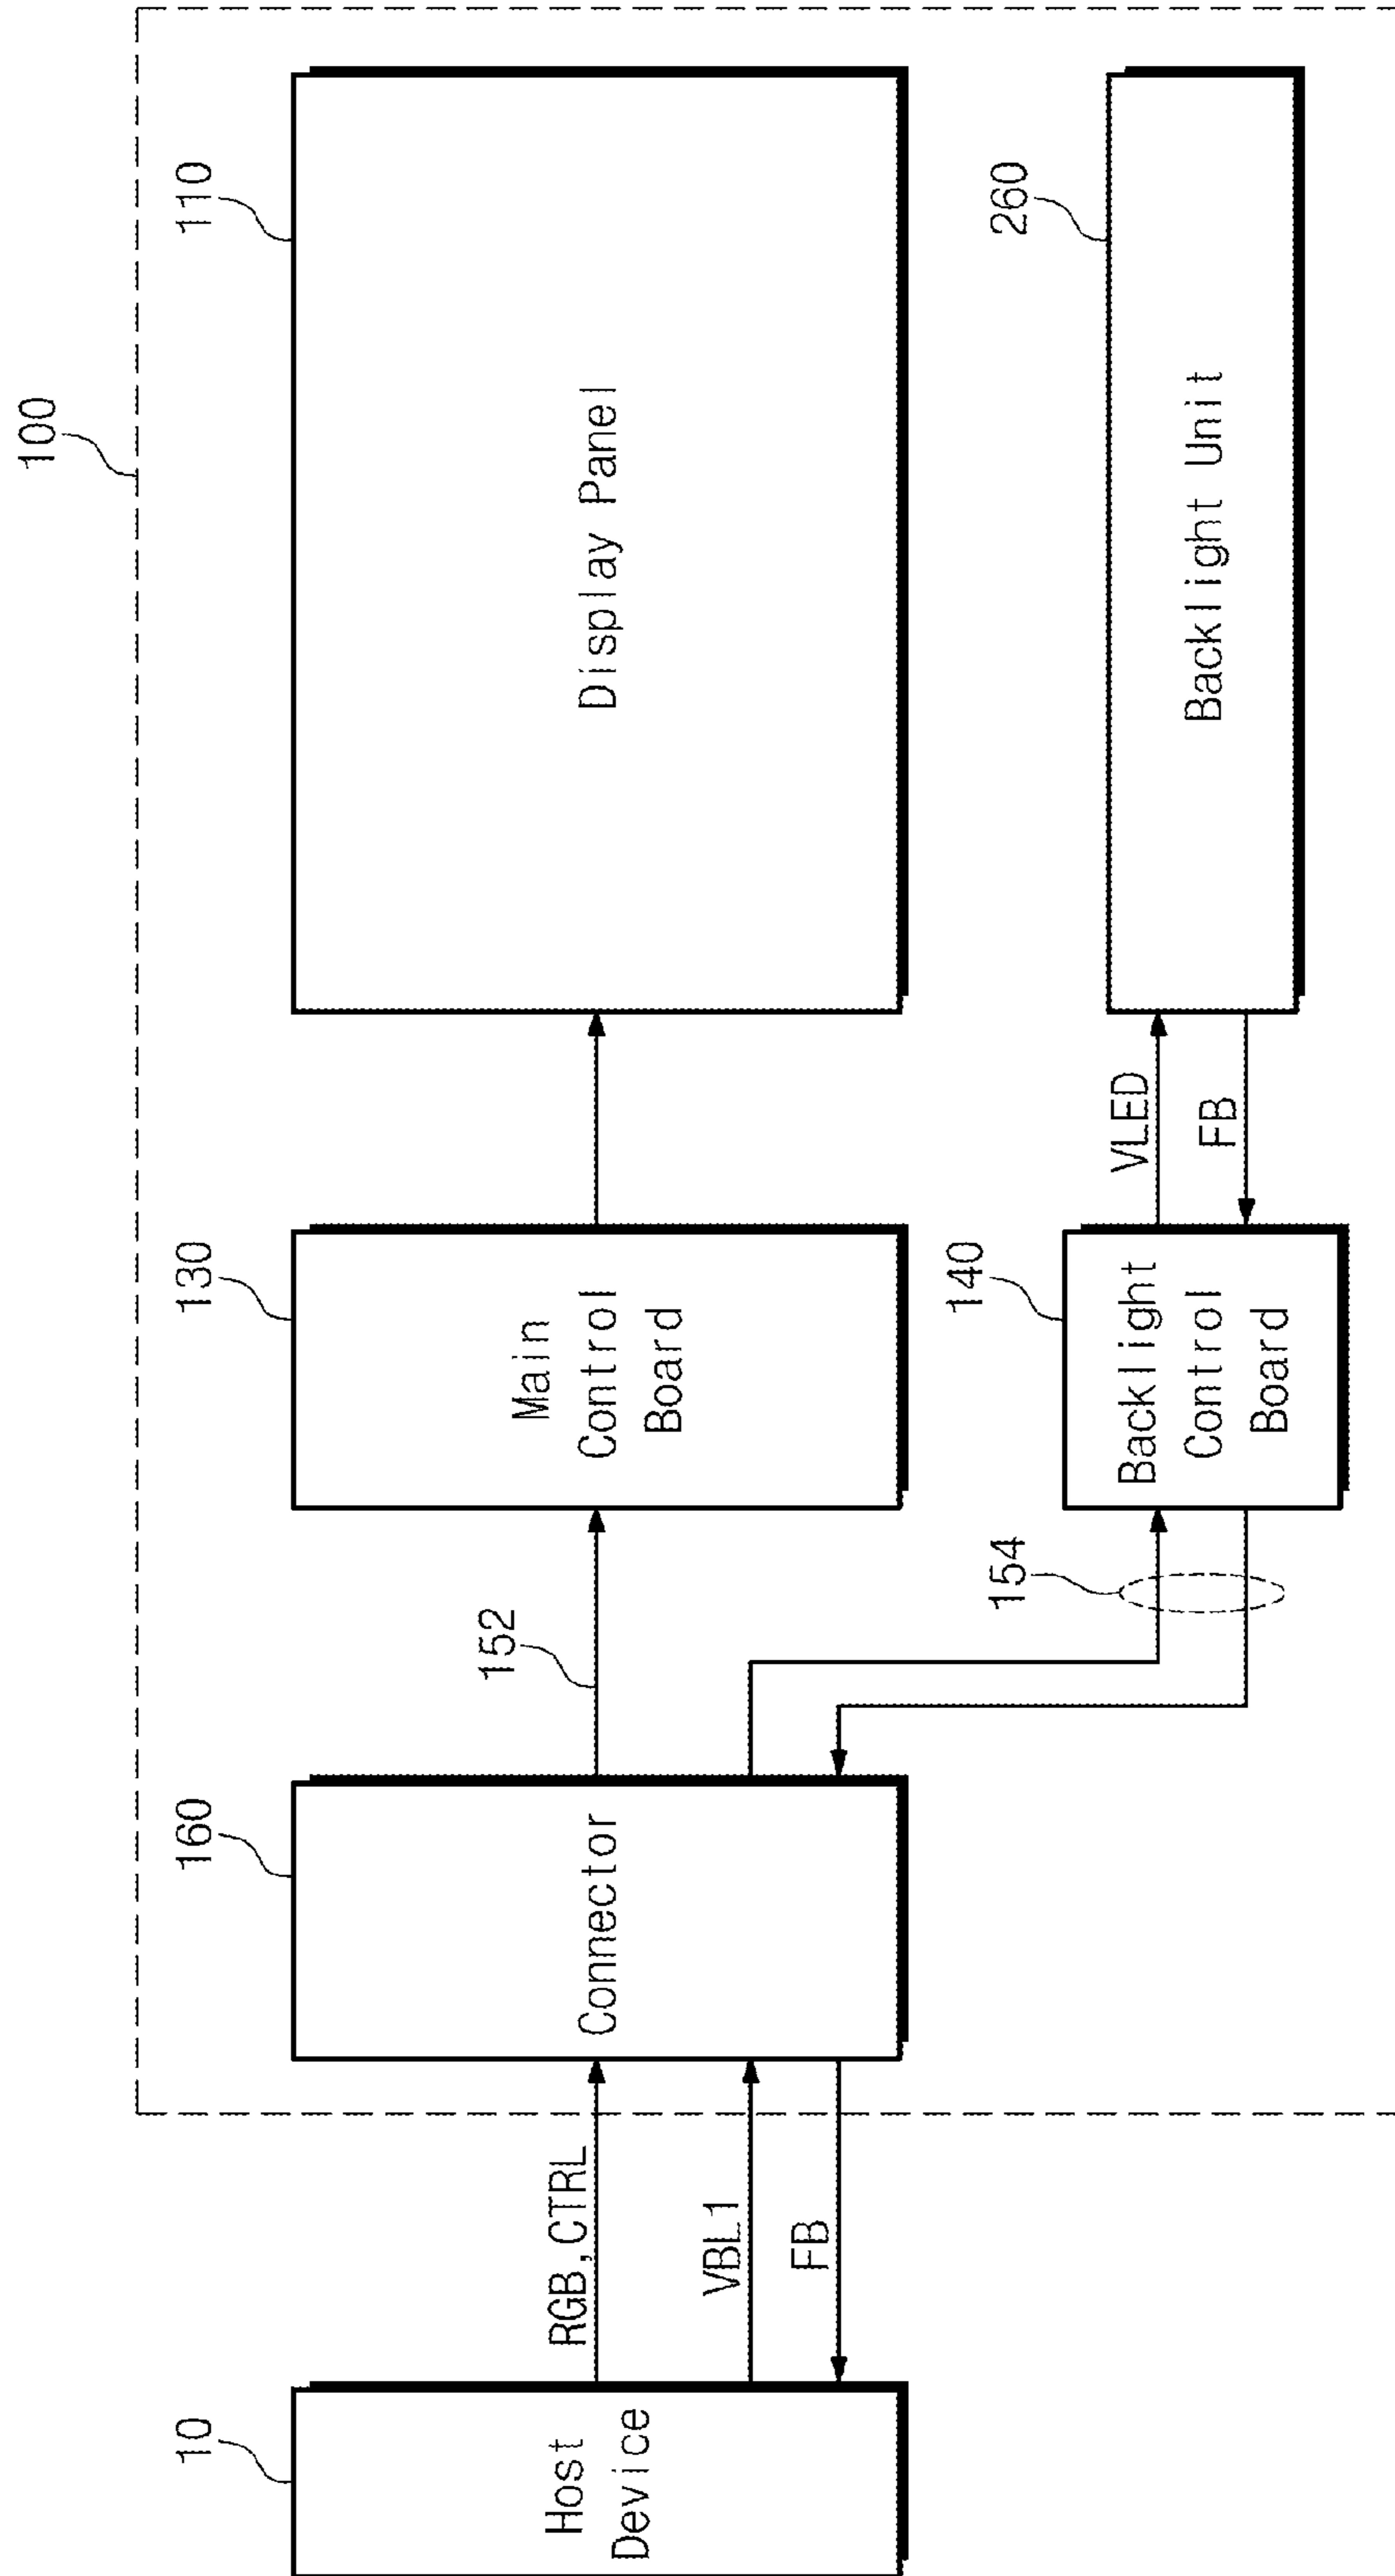 100
10
160
130
110
Host
Device
RGB,CTRL
VBL1
FB
Connector
152
Main
Control
Board
Display Panel
154
140
260
Backlight
Control
Board
VLED
FB
Backlight Unit